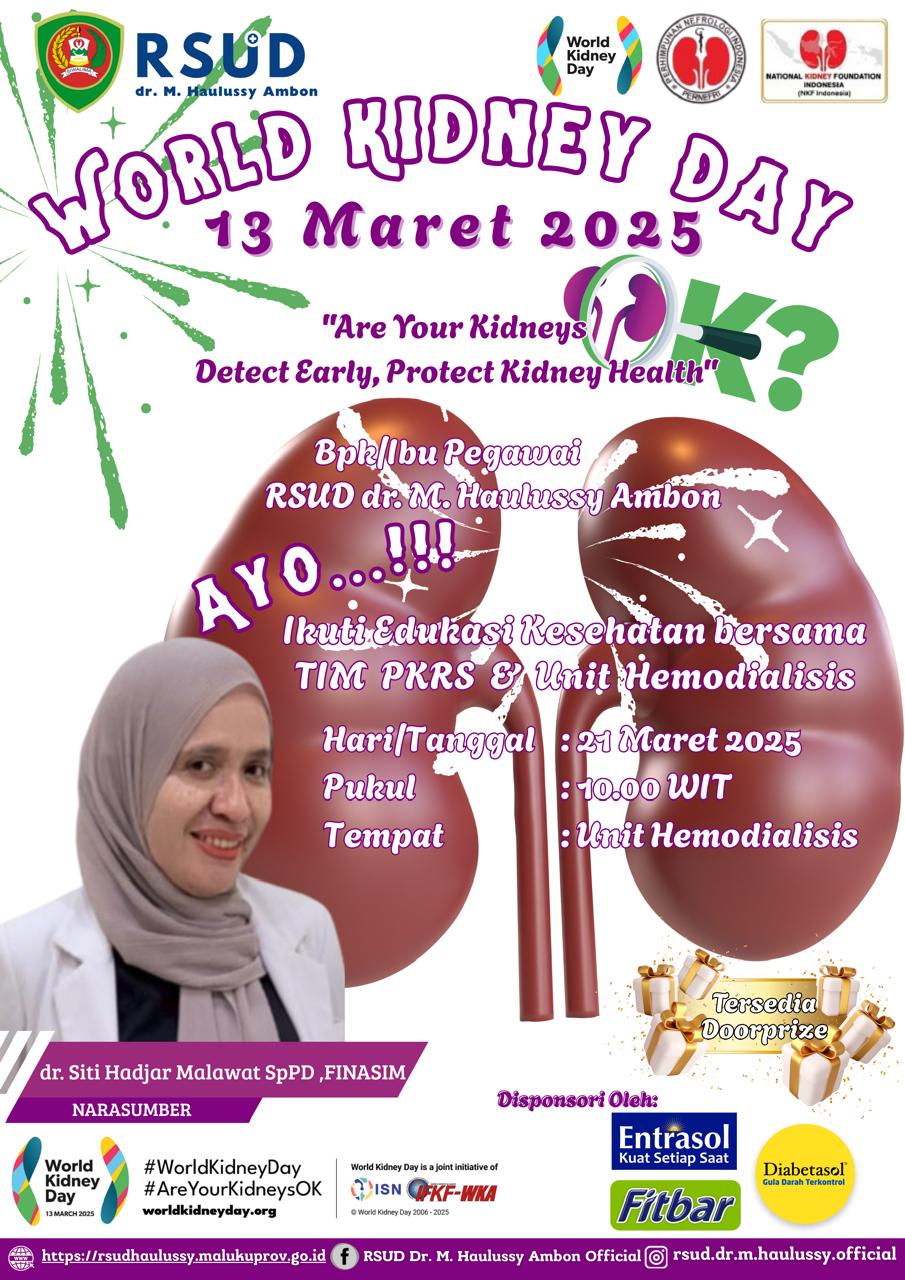 SIWALIMA
RSUD
dr. M. Haulussy Ambon
World
Kidney
Day
PERHIMPUNAN NEFROLOGI INDONESIA
PERNEFRI
NATIONAL KIDNEY FOUNDATION
INDONESIA
(NKF Indonesia)
WORLD KIDNEY DAY
13 Maret 2025
"Are Your Kidneys OK?
Detect Early, Protect Kidney Health"
Bpk/Ibu Pegawai
RSUD dr. M. Haulussy Ambon
AYO...!!!
Ikuti Edukasi Kesehatan bersama
TIM PKRS & Unit Hemodialisis
Hari/Tanggal : 21 Maret 2025
Pukul : 10.00 WIT
Tempat : Unit Hemodialisis
Tersedia
Doorprize
dr. Siti Hadjar Malawat SpPD ,FINASIM
NARASUMBER
Disponsori Oleh:
Entrasol
Kuat Setiap Saat
Fitbar
Diabetasol
Gula Darah Terkontrol
World
Kidney
Day
13 MARCH 2025
#WorldKidneyDay
#AreYourKidneysOK
worldkidneyday.org
World Kidney Day is a joint initiative of
ISN IFKF-WKA
© World Kidney Day 2006 - 2025
https://rsudhaulussy.malukuprov.go.id RSUD Dr. M. Haulussy Ambon Official rsud.dr.m.haulussy.official